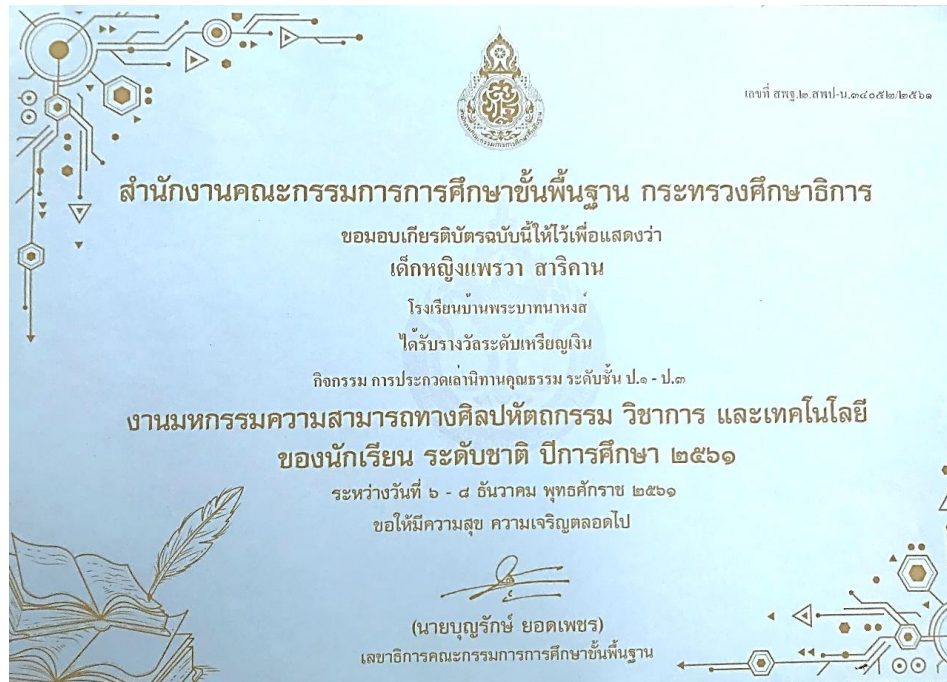 เลขที่ สพฐ.๒.สพป-น.๓๔๐๕๒/๒๕๖๑
สำนักงานคณะกรรมการการศึกษาขั้นพื้นฐาน กระทรวงศึกษาธิการ
ขอมอบเกียรติบัตรฉบับนี้ให้ไว้เพื่อแสดงว่า
เด็กหญิงแพรวา สาริคาน
โรงเรียนบ้านพระบาทนาหงส์
ได้รับรางวัลระดับเหรียญเงิน
กิจกรรม การประกวดเล่านิทานคุณธรรม ระดับชั้น ป.๑ - ป.๓
งานมหกรรมความสามารถทางศิลปหัตถกรรม วิชาการ และเทคโนโลยี
ของนักเรียน ระดับชาติ ปีการศึกษา ๒๕๖๑
ระหว่างวันที่ ๖ - ๘ ธันวาคม พุทธศักราช ๒๕๖๑
ขอให้มีความสุข ความเจริญตลอดไป
(นายบุญรักษ์ ยอดเพชร)
เลขาธิการคณะกรรมการการศึกษาขั้นพื้นฐาน